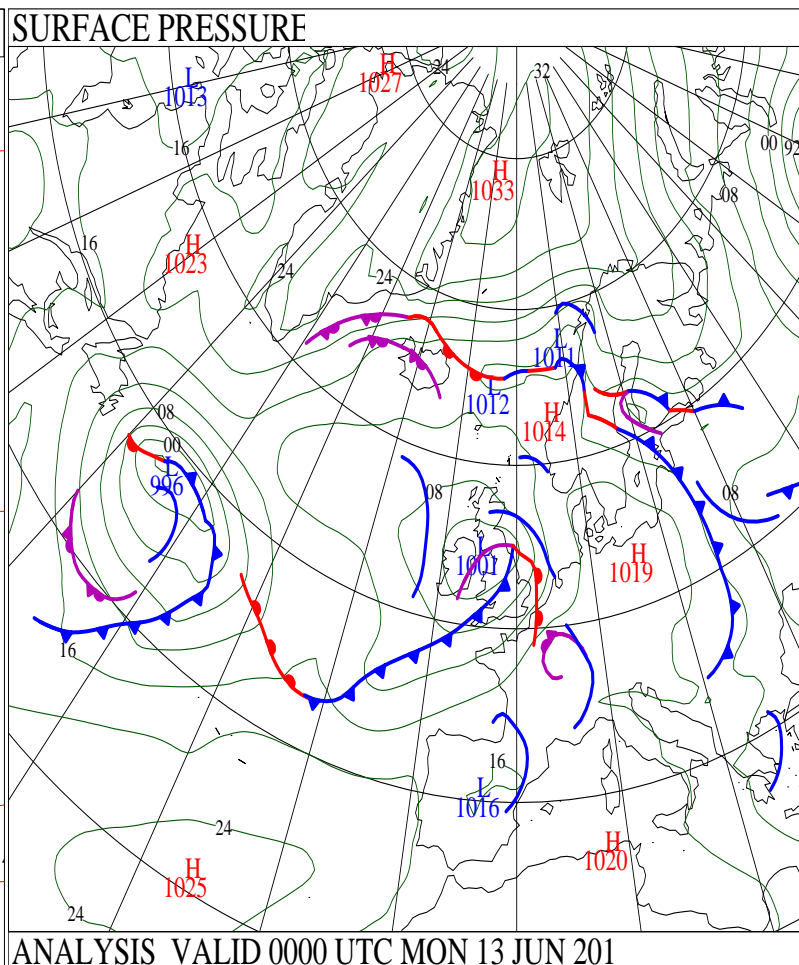 SURFACE PRESSURE
H
1027
24
32
L
1013
00 92
16
H
1033
08
16
H
1023
24
24
L
1011
L
1012
H
1014
08
00
L
996
08
08
L
1001
H
1019
16
16
L
1016
24
H
1020
H
1025
24
ANALYSIS VALID 0000 UTC MON 13 JUN 201